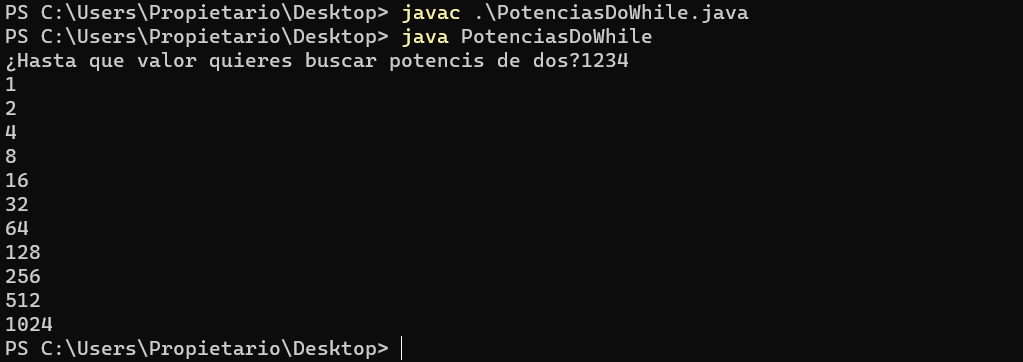 PS C:\Users\Propietario\Desktop> javac .\PotenciasDoWhile.java
PS C:\Users\Propietario\Desktop> java PotenciasDoWhile
¿Hasta que valor quieres buscar potencis de dos?1234
1
2
4
8
16
32
64
128
256
512
1024
PS C:\Users\Propietario\Desktop>